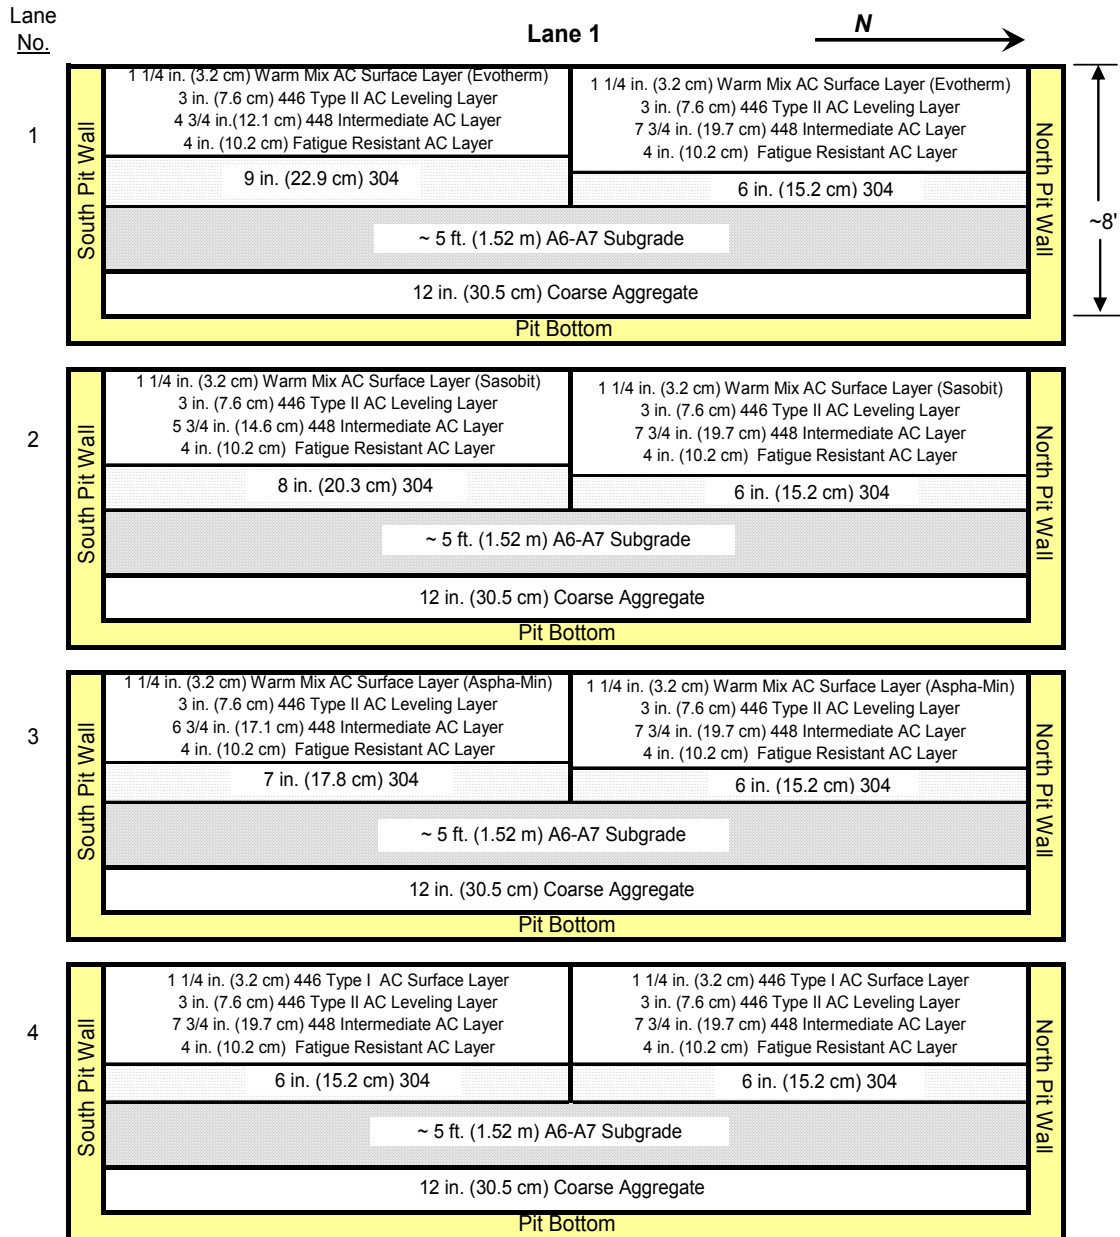 Lane
No.
Lane 1
N
1
South Pit Wall
1 1/4 in. (3.2 cm) Warm Mix AC Surface Layer (Evotherm)
3 in. (7.6 cm) 446 Type II AC Leveling Layer
4 3/4 in.(12.1 cm) 448 Intermediate AC Layer
4 in. (10.2 cm) Fatigue Resistant AC Layer
9 in. (22.9 cm) 304
1 1/4 in. (3.2 cm) Warm Mix AC Surface Layer (Evotherm)
3 in. (7.6 cm) 446 Type II AC Leveling Layer
7 3/4 in. (19.7 cm) 448 Intermediate AC Layer
4 in. (10.2 cm) Fatigue Resistant AC Layer
6 in. (15.2 cm) 304
~ 5 ft. (1.52 m) A6-A7 Subgrade
12 in. (30.5 cm) Coarse Aggregate
Pit Bottom
North Pit Wall
~8'
2
South Pit Wall
1 1/4 in. (3.2 cm) Warm Mix AC Surface Layer (Sasobit)
3 in. (7.6 cm) 446 Type II AC Leveling Layer
5 3/4 in. (14.6 cm) 448 Intermediate AC Layer
4 in. (10.2 cm) Fatigue Resistant AC Layer
8 in. (20.3 cm) 304
1 1/4 in. (3.2 cm) Warm Mix AC Surface Layer (Sasobit)
3 in. (7.6 cm) 446 Type II AC Leveling Layer
7 3/4 in. (19.7 cm) 448 Intermediate AC Layer
4 in. (10.2 cm) Fatigue Resistant AC Layer
6 in. (15.2 cm) 304
~ 5 ft. (1.52 m) A6-A7 Subgrade
12 in. (30.5 cm) Coarse Aggregate
Pit Bottom
North Pit Wall
3
South Pit Wall
1 1/4 in. (3.2 cm) Warm Mix AC Surface Layer (Aspha-Min)
3 in. (7.6 cm) 446 Type II AC Leveling Layer
6 3/4 in. (17.1 cm) 448 Intermediate AC Layer
4 in. (10.2 cm) Fatigue Resistant AC Layer
7 in. (17.8 cm) 304
1 1/4 in. (3.2 cm) Warm Mix AC Surface Layer (Aspha-Min)
3 in. (7.6 cm) 446 Type II AC Leveling Layer
7 3/4 in. (19.7 cm) 448 Intermediate AC Layer
4 in. (10.2 cm) Fatigue Resistant AC Layer
6 in. (15.2 cm) 304
~ 5 ft. (1.52 m) A6-A7 Subgrade
12 in. (30.5 cm) Coarse Aggregate
Pit Bottom
North Pit Wall
4
South Pit Wall
1 1/4 in. (3.2 cm) 446 Type I AC Surface Layer
3 in. (7.6 cm) 446 Type II AC Leveling Layer
7 3/4 in. (19.7 cm) 448 Intermediate AC Layer
4 in. (10.2 cm) Fatigue Resistant AC Layer
6 in. (15.2 cm) 304
1 1/4 in. (3.2 cm) 446 Type I AC Surface Layer
3 in. (7.6 cm) 446 Type II AC Leveling Layer
7 3/4 in. (19.7 cm) 448 Intermediate AC Layer
4 in. (10.2 cm) Fatigue Resistant AC Layer
6 in. (15.2 cm) 304
~ 5 ft. (1.52 m) A6-A7 Subgrade
12 in. (30.5 cm) Coarse Aggregate
Pit Bottom
North Pit Wall